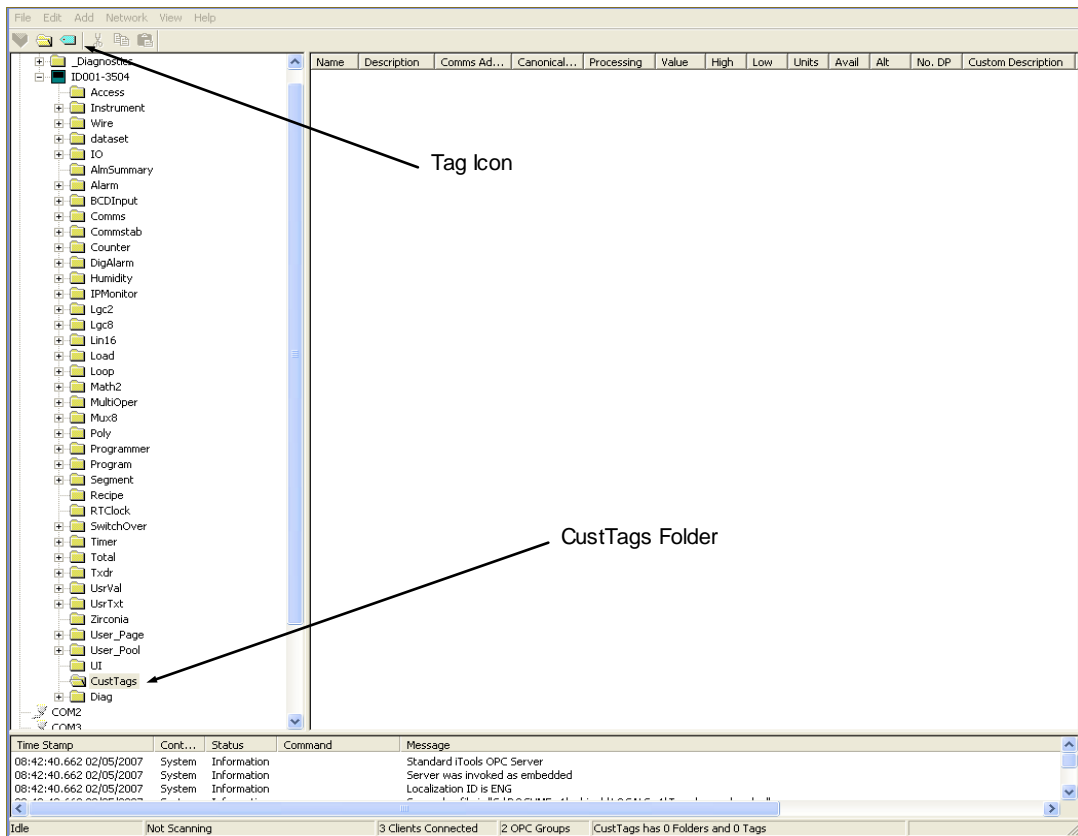 File Edit Add Network View Help
_Diagnostics
Name Description Comms Ad... Canonical... Processing Value High Low Units Avail Alt No. DP Custom Description
ID001-3504
Access
Instrument
Wire
dataset
IO
Tag Icon
AlmSummary
Alarm
BCDInput
Comms
Commstab
Counter
DigAlarm
Humidity
IPMonitor
Lgc2
Lgc8
Lin16
Load
Loop
Math2
MultiOper
Mux8
Poly
Programmer
Program
Segment
Recipe
RTClock
SwitchOver
CustTags Folder
Timer
Total
Txdr
UsrVal
UsrTxt
Zirconia
User_Page
User_Pool
UI
CustTags
Diag
COM2
COM3
Time Stamp Cont... Status Command Message
08:42:40.662 02/05/2007 System Information Standard iTools OPC Server
08:42:40.662 02/05/2007 System Information Server was invoked as embedded
08:42:40.662 02/05/2007 System Information Localization ID is ENG
Idle Not Scanning 3 Clients Connected 2 OPC Groups CustTags has 0 Folders and 0 Tags